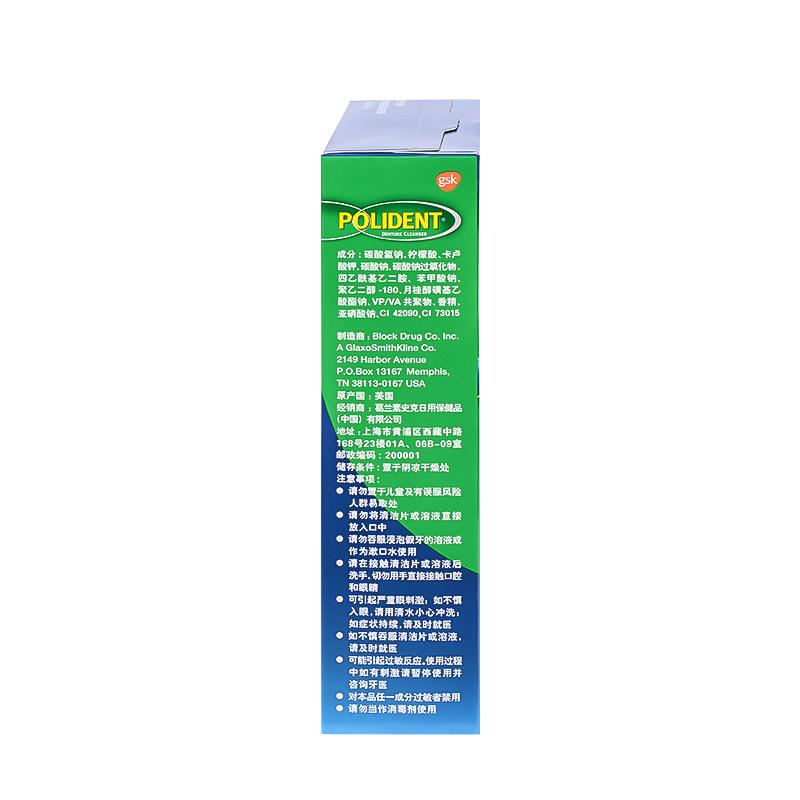 gsk
POLIDENT
DENTURE CLEANSER
成分：碳酸氢钠、柠檬酸、卡卢
酸钾、碳酸钠、碳酸钠过氧化物、
四乙酰基乙二胺、苯甲酸钠、
聚乙二醇-180、月桂醇磺基乙
酸酯钠、VP/VA 共聚物、香精、
亚硝酸钠、CI 42090、CI 73015
制造商：Block Drug Co. Inc.
A GlaxoSmithKline Co.
2149 Harbor Avenue
P.O.Box 13167 Memphis,
TN 38113-0167 USA
原产国：美国
经销商：葛兰素史克日用保健品
（中国）有限公司
地址：上海市黄浦区西藏中路
168号23楼01A、06B-09室
邮政编码：200001
储存条件：置于阴凉干燥处
注意事项：
● 请勿置于儿童及有误服风险
人群易取处
● 请勿将清洁片或溶液直接
放入口中
● 请勿吞服浸泡假牙的溶液或
作为漱口水使用
● 请在接触清洁片或溶液后
洗手，切勿用手直接接触口腔
和眼睛
● 可引起严重眼刺激：如不慎
入眼，请用清水小心冲洗；
如症状持续，请及时就医
● 如不慎吞服清洁片或溶液，
请及时就医
● 可能引起过敏反应。使用过程
中如有刺激请暂停使用并
咨询牙医
● 对本品任一成分过敏者禁用
● 请勿当作消毒剂使用